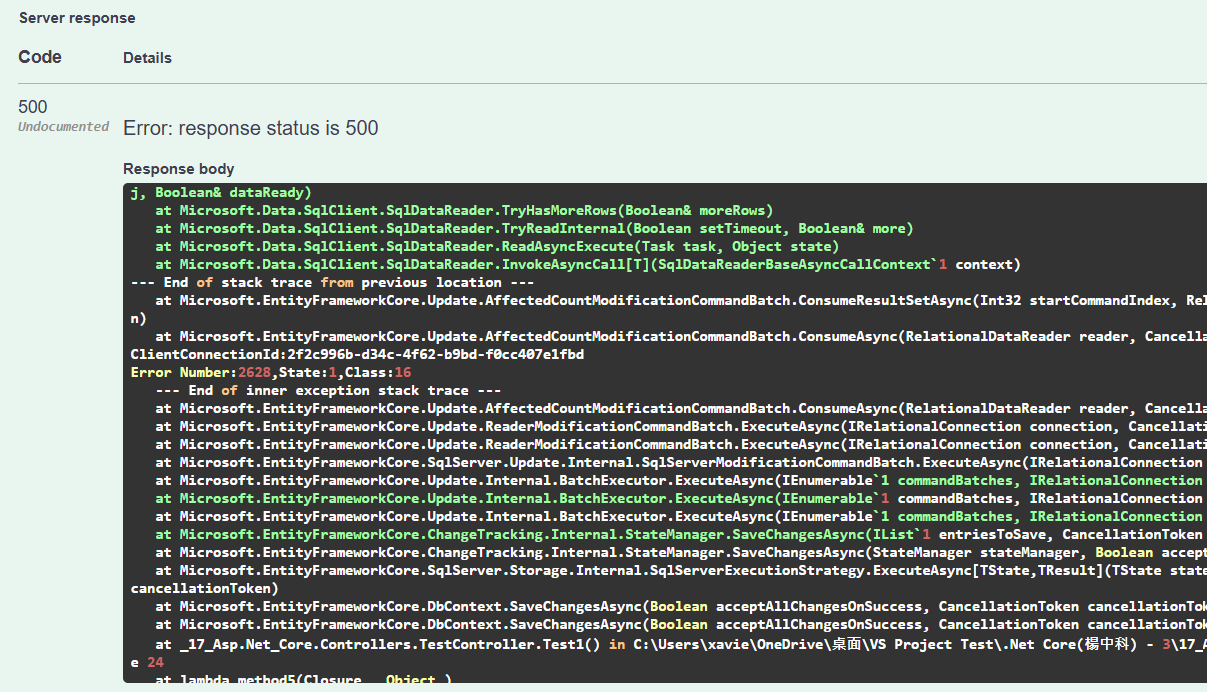 Server response
Code Details
500
Undocumented
Error: response status is 500
Response body
j, Boolean& dataReady)
at Microsoft.Data.SqlClient.SqlDataReader.TryHasMoreRows(Boolean& moreRows)
at Microsoft.Data.SqlClient.SqlDataReader.TryReadInternal(Boolean setTimeout, Boolean& more)
at Microsoft.Data.SqlClient.SqlDataReader.ReadAsyncExecute(Task task, Object state)
at Microsoft.Data.SqlClient.SqlDataReader.InvokeAsyncCall[T](SqlDataReaderBaseAsyncCallContext`1 context)
--- End of stack trace from previous location ---
at Microsoft.EntityFrameworkCore.Update.AffectedCountModificationCommandBatch.ConsumeResultSetAsync(Int32 startCommandIndex, Rel
n)
at Microsoft.EntityFrameworkCore.Update.AffectedCountModificationCommandBatch.ConsumeAsync(RelationalDataReader reader, Cancella
ClientConnectionId:2f2c996b-d34c-4f62-b9bd-f0cc407e1fbd
Error Number:2628,State:1,Class:16
--- End of inner exception stack trace ---
at Microsoft.EntityFrameworkCore.Update.AffectedCountModificationCommandBatch.ConsumeAsync(RelationalDataReader reader, Cancella
at Microsoft.EntityFrameworkCore.Update.ReaderModificationCommandBatch.ExecuteAsync(IRelationalConnection connection, Cancellati
at Microsoft.EntityFrameworkCore.Update.ReaderModificationCommandBatch.ExecuteAsync(IRelationalConnection connection, Cancellati
at Microsoft.EntityFrameworkCore.SqlServer.Update.Internal.SqlServerModificationCommandBatch.ExecuteAsync(IRelationalConnection
at Microsoft.EntityFrameworkCore.Update.Internal.BatchExecutor.ExecuteAsync(IEnumerable`1 commandBatches, IRelationalConnection
at Microsoft.EntityFrameworkCore.Update.Internal.BatchExecutor.ExecuteAsync(IEnumerable`1 commandBatches, IRelationalConnection
at Microsoft.EntityFrameworkCore.Update.Internal.BatchExecutor.ExecuteAsync(IEnumerable`1 commandBatches, IRelationalConnection
at Microsoft.EntityFrameworkCore.ChangeTracking.Internal.StateManager.SaveChangesAsync(IList`1 entriesToSave, CancellationToken
at Microsoft.EntityFrameworkCore.ChangeTracking.Internal.StateManager.SaveChangesAsync(StateManager stateManager, Boolean accept
at Microsoft.EntityFrameworkCore.SqlServer.Storage.Internal.SqlServerExecutionStrategy.ExecuteAsync[TState,TResult](TState state
cancellationToken)
at Microsoft.EntityFrameworkCore.DbContext.SaveChangesAsync(Boolean acceptAllChangesOnSuccess, CancellationToken cancellationTok
at Microsoft.EntityFrameworkCore.DbContext.SaveChangesAsync(Boolean acceptAllChangesOnSuccess, CancellationToken cancellationTok
at _17_Asp.Net_Core.Controllers.TestController.Test1() in C:\Users\xavie\OneDrive\桌面\VS Project Test\.Net Core(楊中科) - 3\17_A
e 24
at lambda_method5(Closure , Object )